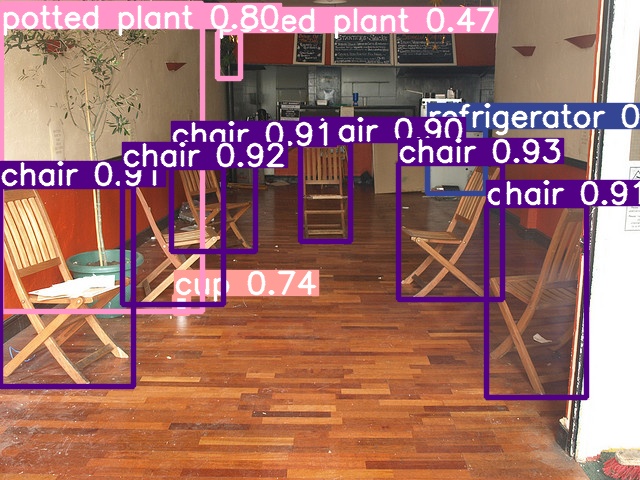 potted plant 0.80
ed plant 0.47
refrigerator 0
chair 0.91
air 0.90
chair 0.92
chair 0.93
chair 0.91
chair 0.91
cup 0.74